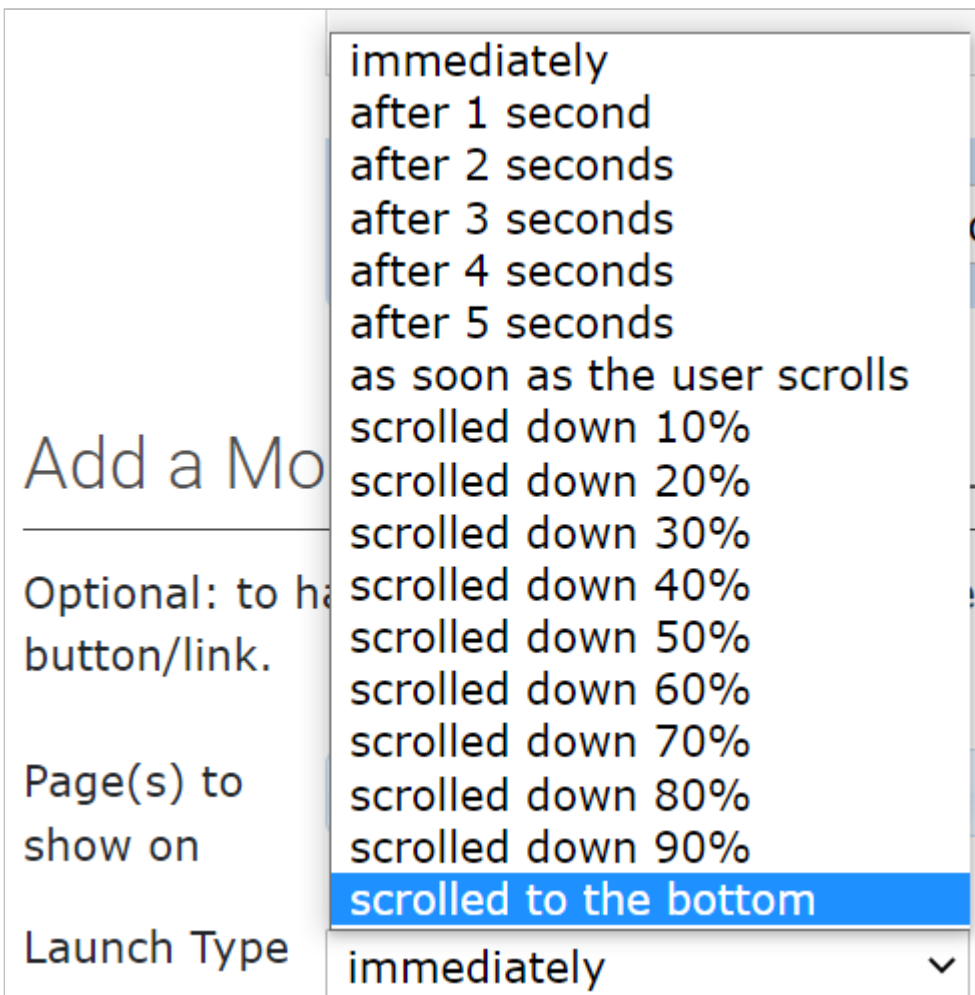 immediately
after 1 second
after 2 seconds
after 3 seconds
after 4 seconds
after 5 seconds
as soon as the user scrolls
scrolled down 10%
scrolled down 20%
scrolled down 30%
scrolled down 40%
scrolled down 50%
scrolled down 60%
scrolled down 70%
scrolled down 80%
scrolled down 90%
scrolled to the bottom
Add a Mo
Optional: to ha
button/link.
Page(s) to
show on
Launch Type
immediately